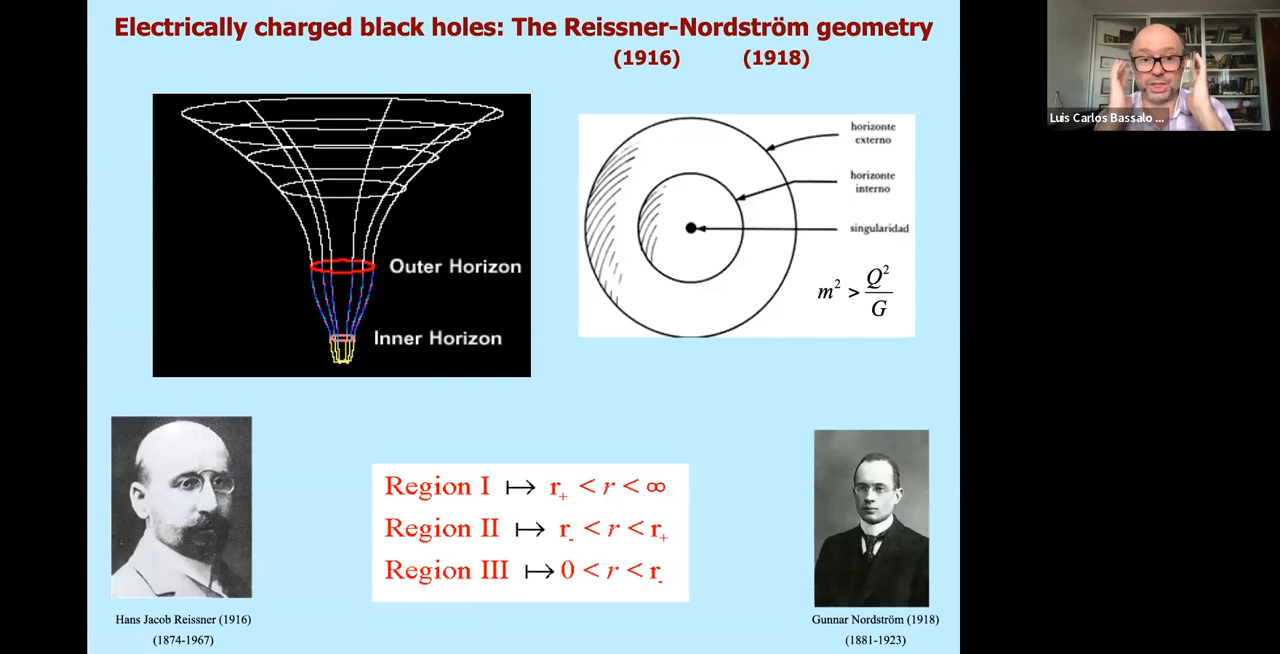 Electrically charged black holes: The Reissner-Nordström geometry
(1916) (1918)
Luis Carlos Bassalo ...
Outer Horizon
Inner Horizon
horizonte
externo
horizonte
interno
singularidad
m² > Q²/G
Region I ↦ r₊ < r < ∞
Region II ↦ r₋ < r < r₊
Region III ↦ 0 < r < r₋
Hans Jacob Reissner (1916)
(1874-1967)
Gunnar Nordström (1918)
(1881-1923)